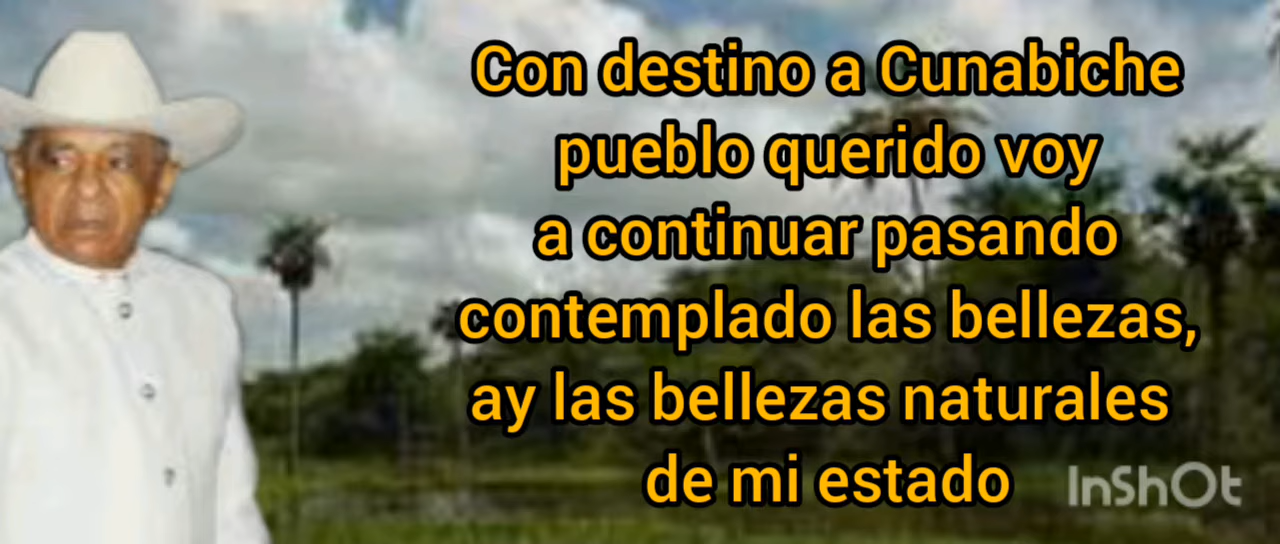 Con destino a Cunabiche
pueblo querido voy
a continuar pasando
contemplado las bellezas,
ay las bellezas naturales
de mi estado
InShOt